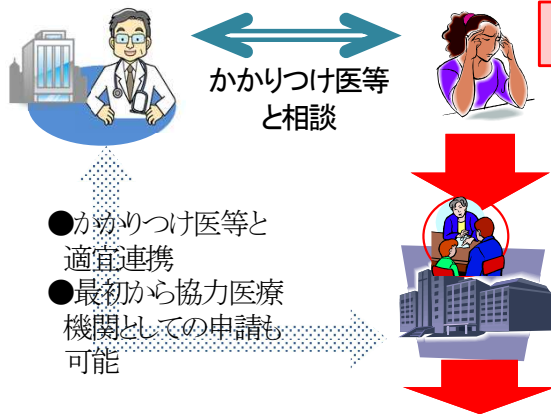 かかりつけ医等
と相談
●かかりつけ医等と
適宜連携
●最初から協力医療
機関としての申請も
可能